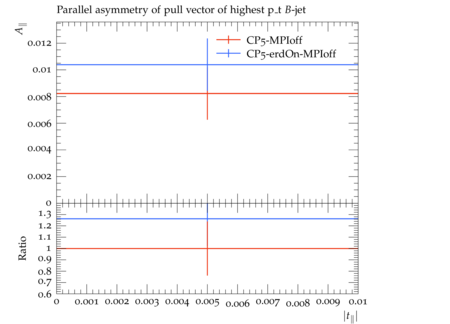 Parallel asymmetry of pull vector of highest p_t B-jet
A∥
CP5-MPIoff
CP5-erdOn-MPIoff
0.012
0.01
0.008
0.006
0.004
0.002
0
Ratio
1.3
1.2
1.1
1
0.9
0.8
0.7
0.6
0 0.001 0.002 0.003 0.004 0.005 0.006 0.007 0.008 0.009 0.01
|t∥|